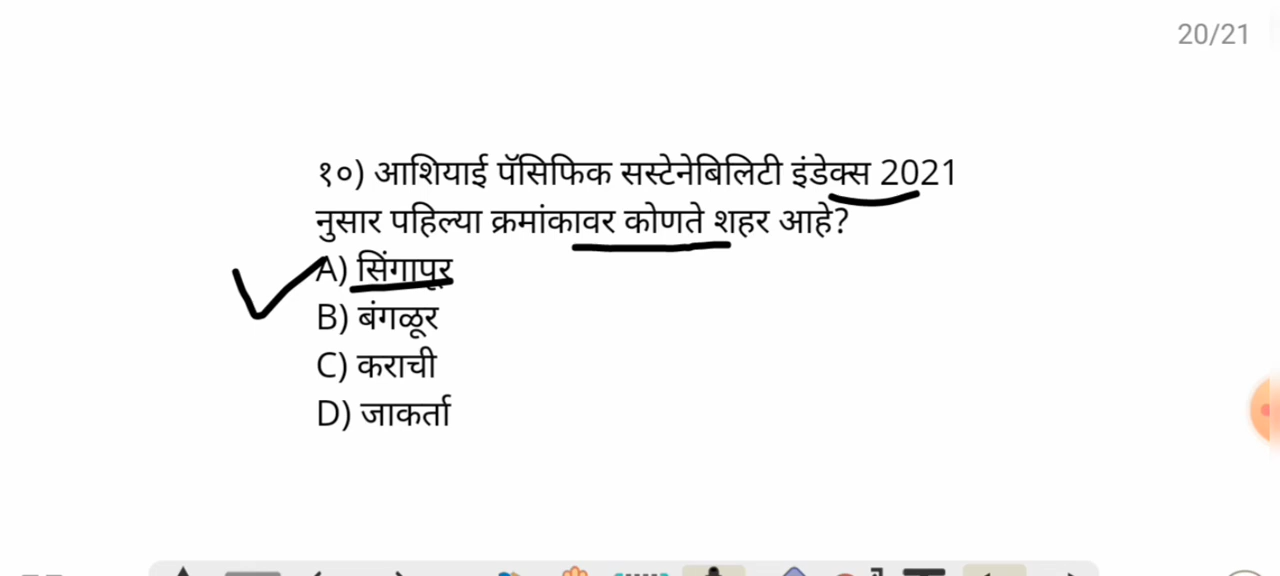 20/21
१०) आशियाई पॅसिफिक सस्टेनेबिलिटी इंडेक्स 2021
नुसार पहिल्या क्रमांकावर कोणते शहर आहे?
A) सिंगापूर
B) बंगळूर
C) कराची
D) जाकर्ता